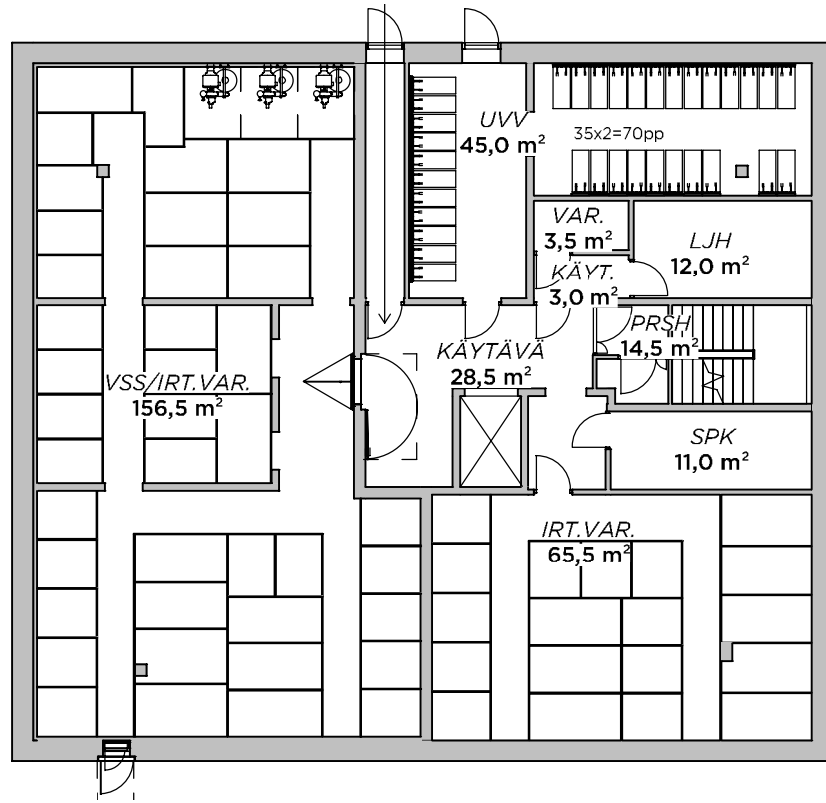 UVV
45,0 m²
35x2=70pp
VAR.
3,5 m²
LJH
12,0 m²
KÄYT.
3,0 m²
PRSH
14,5 m²
KÄYTÄVÄ
28,5 m²
VSS/IRT.VAR.
156,5 m²
SPK
11,0 m²
IRT.VAR.
65,5 m²